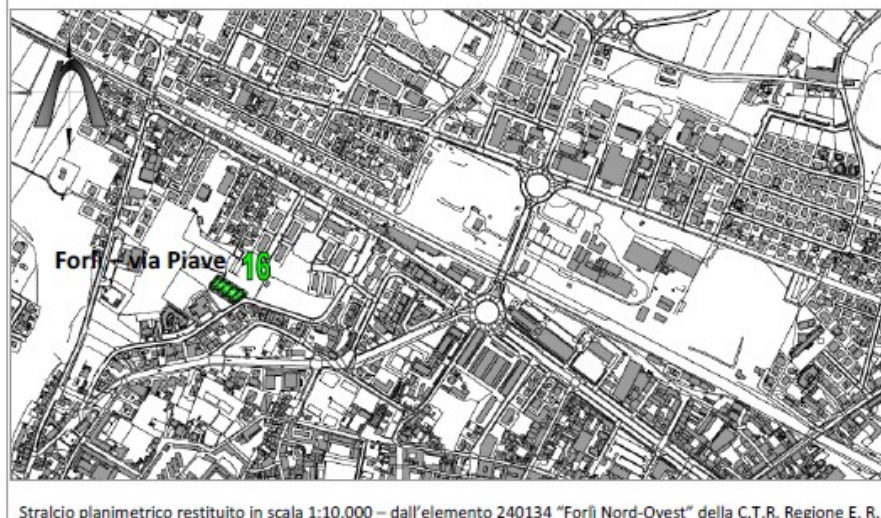 Forlì – via Piave 16
Stralcio planimetrico restituito in scala 1:10.000 – dall'elemento 240134 "Forlì Nord-Ovest" della C.T.R. Regione E. R.